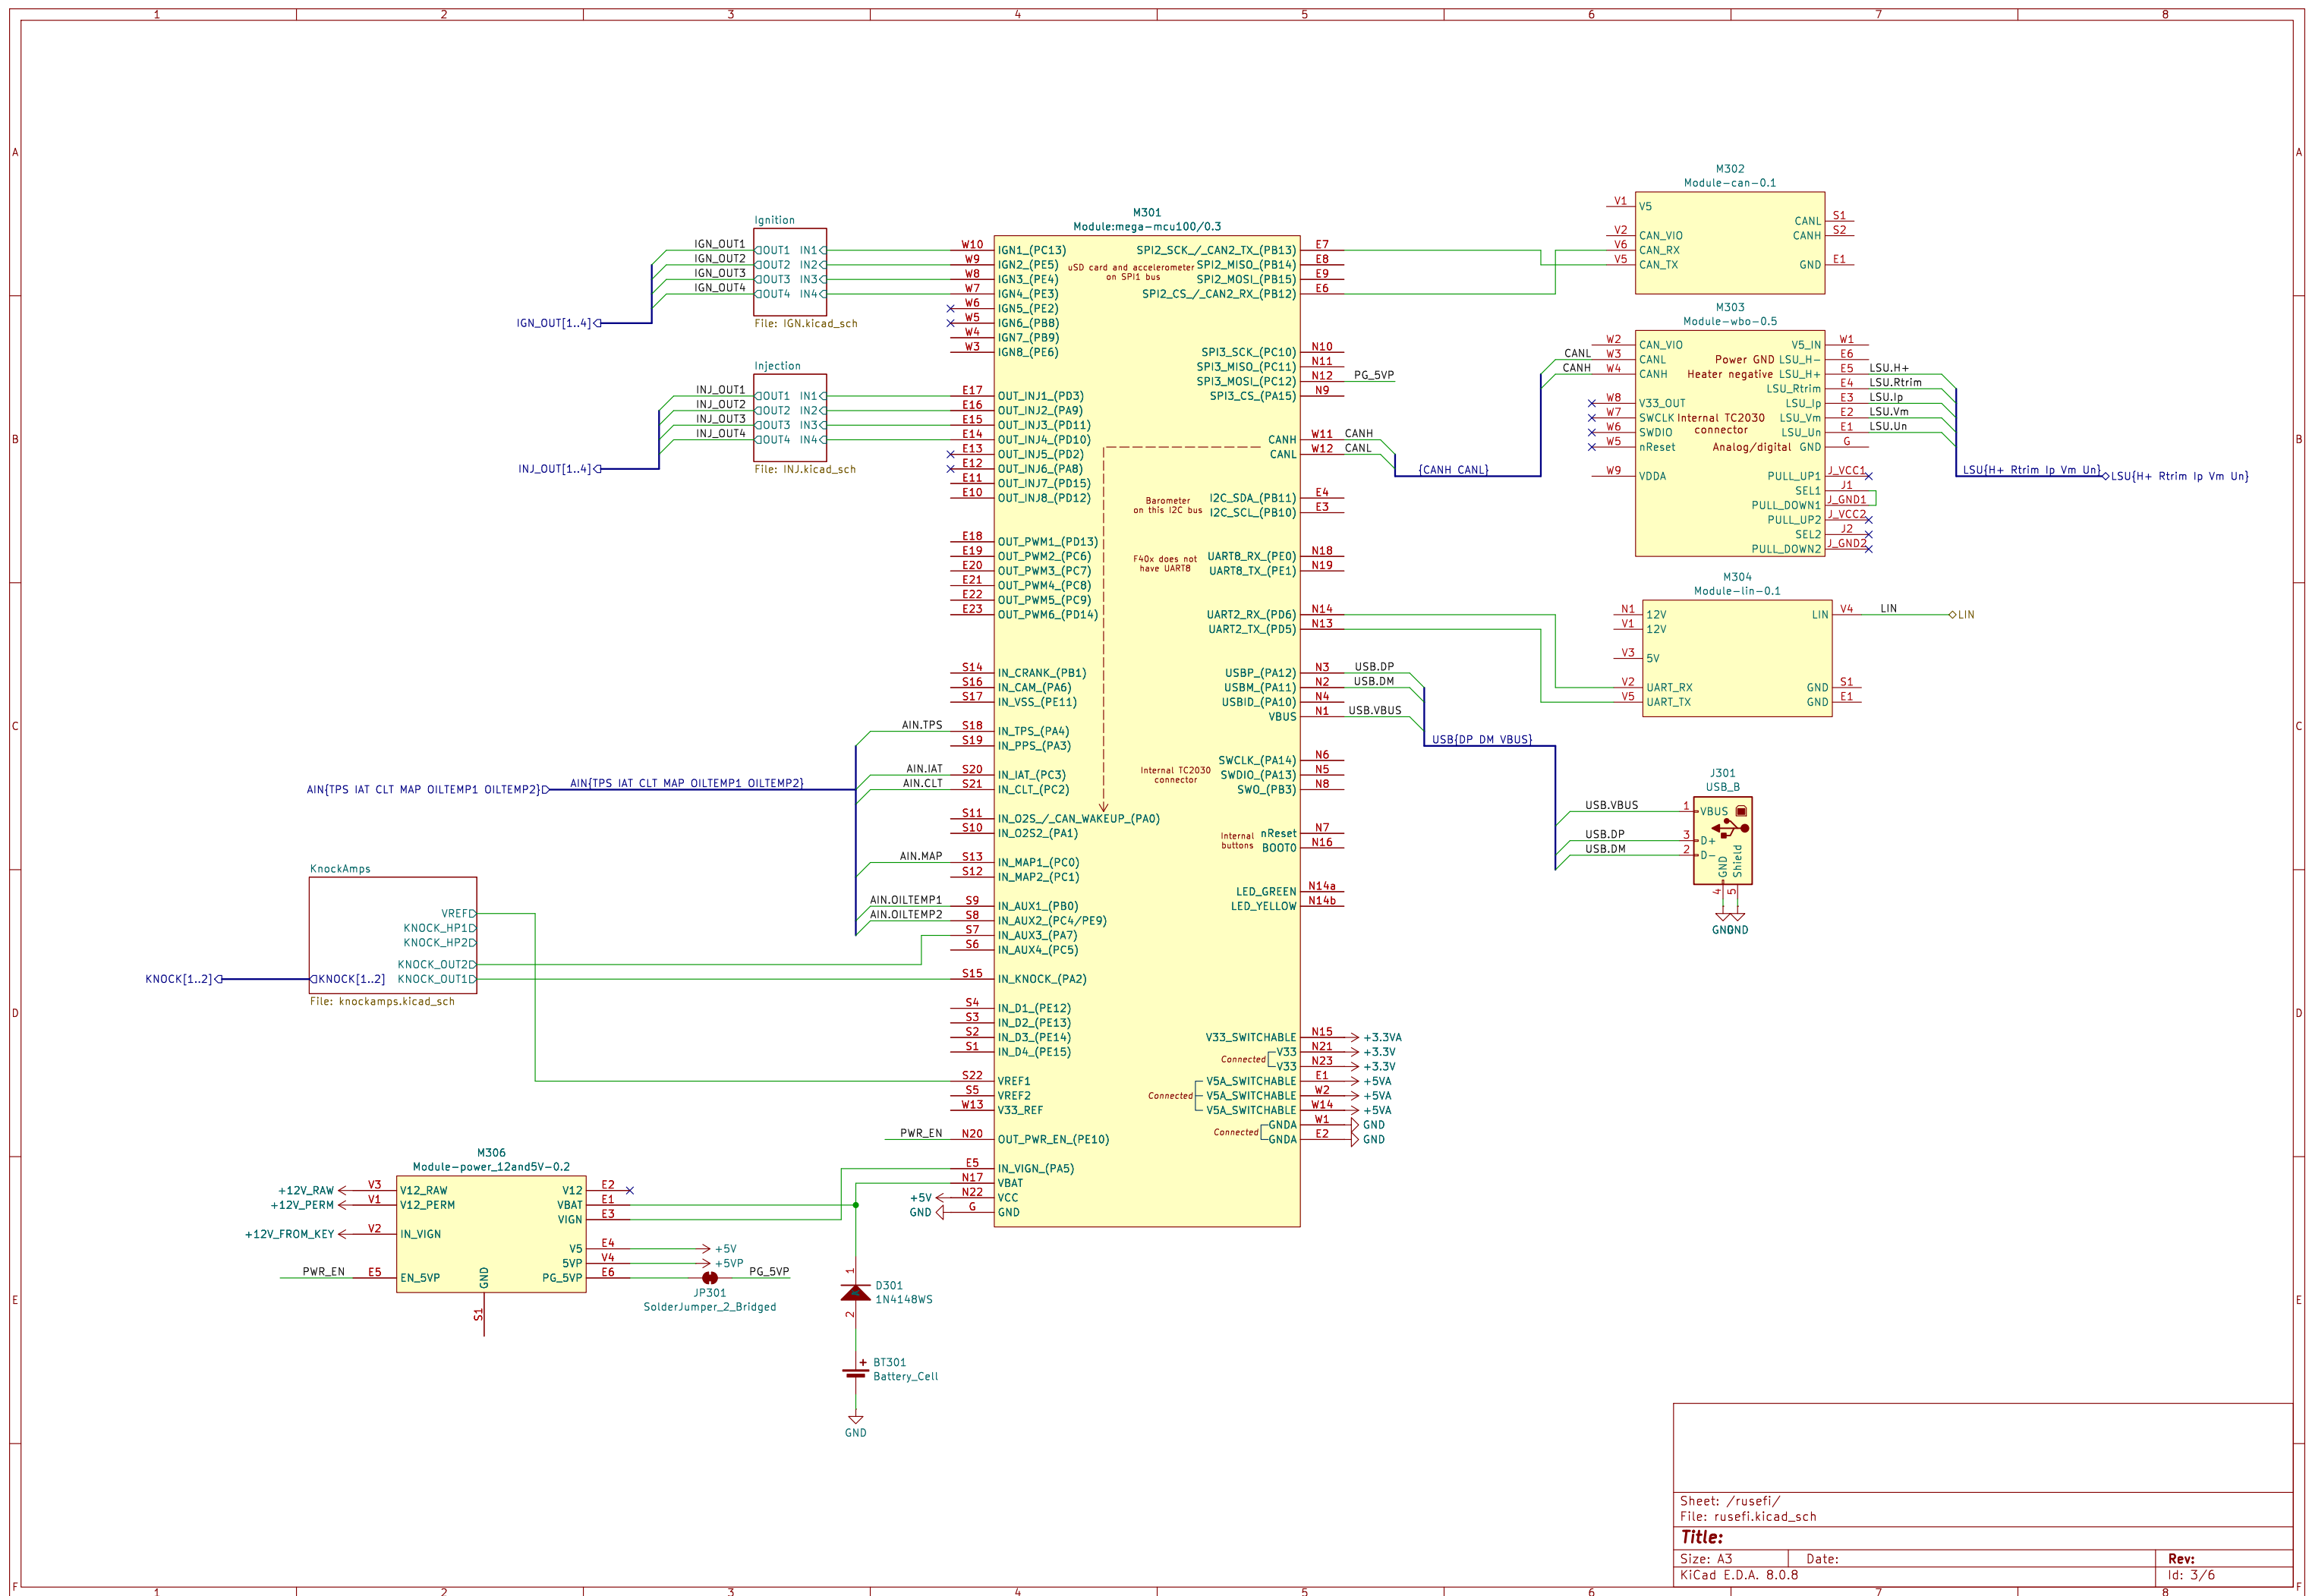 1 2 3 4 5 6 7 8
A A
B B
C C
D D
E E
F F
1 2 3 4 5 6 7 8
Ignition
IGN_OUT1 OUT1 IN1
IGN_OUT2 OUT2 IN2
IGN_OUT3 OUT3 IN3
IGN_OUT4 OUT4 IN4
IGN_OUT[1..4]
File: IGN.kicad_sch
Injection
INJ_OUT1 OUT1 IN1
INJ_OUT2 OUT2 IN2
INJ_OUT3 OUT3 IN3
INJ_OUT4 OUT4 IN4
INJ_OUT[1..4]
File: INJ.kicad_sch
AIN{TPS IAT CLT MAP OILTEMP1 OILTEMP2}
AIN{TPS IAT CLT MAP OILTEMP1 OILTEMP2}
AIN.TPS
AIN.IAT
AIN.CLT
AIN.MAP
AIN.OILTEMP1
AIN.OILTEMP2
KnockAmps
VREF
KNOCK_HP1
KNOCK_HP2
KNOCK_OUT2
KNOCK[1..2] KNOCK[1..2] KNOCK_OUT1
File: knockamps.kicad_sch
M301
Module:mega-mcu100/0.3
W10 IGN1_(PC13)
W9 IGN2_(PE5)
W8 IGN3_(PE4)
W7 IGN4_(PE3)
W6 IGN5_(PE2)
W5 IGN6_(PB8)
W4 IGN7_(PB9)
W3 IGN8_(PE6)
E17 OUT_INJ1_(PD3)
E16 OUT_INJ2_(PA9)
E15 OUT_INJ3_(PD11)
E14 OUT_INJ4_(PD10)
E13 OUT_INJ5_(PD2)
E12 OUT_INJ6_(PA8)
E11 OUT_INJ7_(PD15)
E10 OUT_INJ8_(PD12)
E18 OUT_PWM1_(PD13)
E19 OUT_PWM2_(PC6)
E20 OUT_PWM3_(PC7)
E21 OUT_PWM4_(PC8)
E22 OUT_PWM5_(PC9)
E23 OUT_PWM6_(PD14)
S14 IN_CRANK_(PB1)
S16 IN_CAM_(PA6)
S17 IN_VSS_(PE11)
S18 IN_TPS_(PA4)
S19 IN_PPS_(PA3)
S20 IN_IAT_(PC3)
S21 IN_CLT_(PC2)
S11 IN_O2S_/_CAN_WAKEUP_(PA0)
S10 IN_O2S2_(PA1)
S13 IN_MAP1_(PC0)
S12 IN_MAP2_(PC1)
S9 IN_AUX1_(PB0)
S8 IN_AUX2_(PC4/PE9)
S7 IN_AUX3_(PA7)
S6 IN_AUX4_(PC5)
S15 IN_KNOCK_(PA2)
S4 IN_D1_(PE12)
S3 IN_D2_(PE13)
S2 IN_D3_(PE14)
S1 IN_D4_(PE15)
S22 VREF1
S5 VREF2
W13 V33_REF
PWR_EN N20 OUT_PWR_EN_(PE10)
E5 IN_VIGN_(PA5)
N17 VBAT
+5V N22 VCC
GND G GND
SPI2_SCK_/_CAN2_TX_(PB13) E7
SPI2_MISO_(PB14) E8
SPI2_MOSI_(PB15) E9
SPI2_CS_/_CAN2_RX_(PB12) E6
uSD card and accelerometer
on SPI1 bus
SPI3_SCK_(PC10) N10
SPI3_MISO_(PC11) N11
SPI3_MOSI_(PC12) N12 PG_5VP
SPI3_CS_(PA15) N9
CANH W11 CANH
CANL W12 CANL
{CANH CANL}
Barometer
on this I2C bus
I2C_SDA_(PB11) E4
I2C_SCL_(PB10) E3
F40x does not
have UART8
UART8_RX_(PE0) N18
UART8_TX_(PE1) N19
UART2_RX_(PD6) N14
UART2_TX_(PD5) N13
USBP_(PA12) N3 USB.DP
USBM_(PA11) N2 USB.DM
USBID_(PA10) N4
VBUS N1 USB.VBUS
USB{DP DM VBUS}
Internal TC2030
connector
SWCLK_(PA14) N6
SWDIO_(PA13) N5
SWO_(PB3) N8
Internal
buttons
nReset N7
BOOT0 N16
LED_GREEN N14a
LED_YELLOW N14b
V33_SWITCHABLE N15 +3.3VA
V33 N21 +3.3V
Connected
V33 N23 +3.3V
V5A_SWITCHABLE E1 +5VA
Connected V5A_SWITCHABLE W2 +5VA
V5A_SWITCHABLE W14 +5VA
GNDA W1 GND
Connected
GNDA E2 GND
M302
Module-can-0.1
V1 V5
V2 CAN_VIO
V6 CAN_RX
V5 CAN_TX
CANL S1
CANH S2
GND E1
M303
Module-wbo-0.5
W2 CAN_VIO
CANL W3 CANL
CANH W4 CANH
W8 V33_OUT
W7 SWCLK
W6 SWDIO
W5 nReset
W9 VDDA
Internal TC2030
connector
V5_IN W1
Power GND LSU_H- E6
Heater negative LSU_H+ E5 LSU.H+
LSU_Rtrim E4 LSU.Rtrim
LSU_Ip E3 LSU.Ip
LSU_Vm E2 LSU.Vm
LSU_Un E1 LSU.Un
Analog/digital GND G
PULL_UP1 J_VCC1
SEL1 J1
PULL_DOWN1 J_GND1
PULL_UP2 J_VCC2
SEL2 J2
PULL_DOWN2 J_GND2
LSU{H+ Rtrim Ip Vm Un} LSU{H+ Rtrim Ip Vm Un}
M304
Module-lin-0.1
N1 12V
V1 12V
V3 5V
V2 UART_RX
V5 UART_TX
LIN V4 LIN LIN
GND S1
GND E1
J301
USB_B
USB.VBUS 1 VBUS
USB.DP 3 D+
USB.DM 2 D-
GND Shield
4 5
GND GND
M306
Module-power_12and5V-0.2
+12V_RAW V3 V12_RAW
+12V_PERM V1 V12_PERM
+12V_FROM_KEY V2 IN_VIGN
PWR_EN E5 EN_5VP
GND
S1
V12 E2
VBAT E1
VIGN E3
V5 E4 +5V
5VP V4 +5VP
PG_5VP E6 PG_5VP
JP301
SolderJumper_2_Bridged
1
D301
1N4148WS
2
+
BT301
Battery_Cell
GND
Sheet: /rusefi/
File: rusefi.kicad_sch
Title:
Size: A3 Date: Rev:
KiCad E.D.A. 8.0.8 Id: 3/6